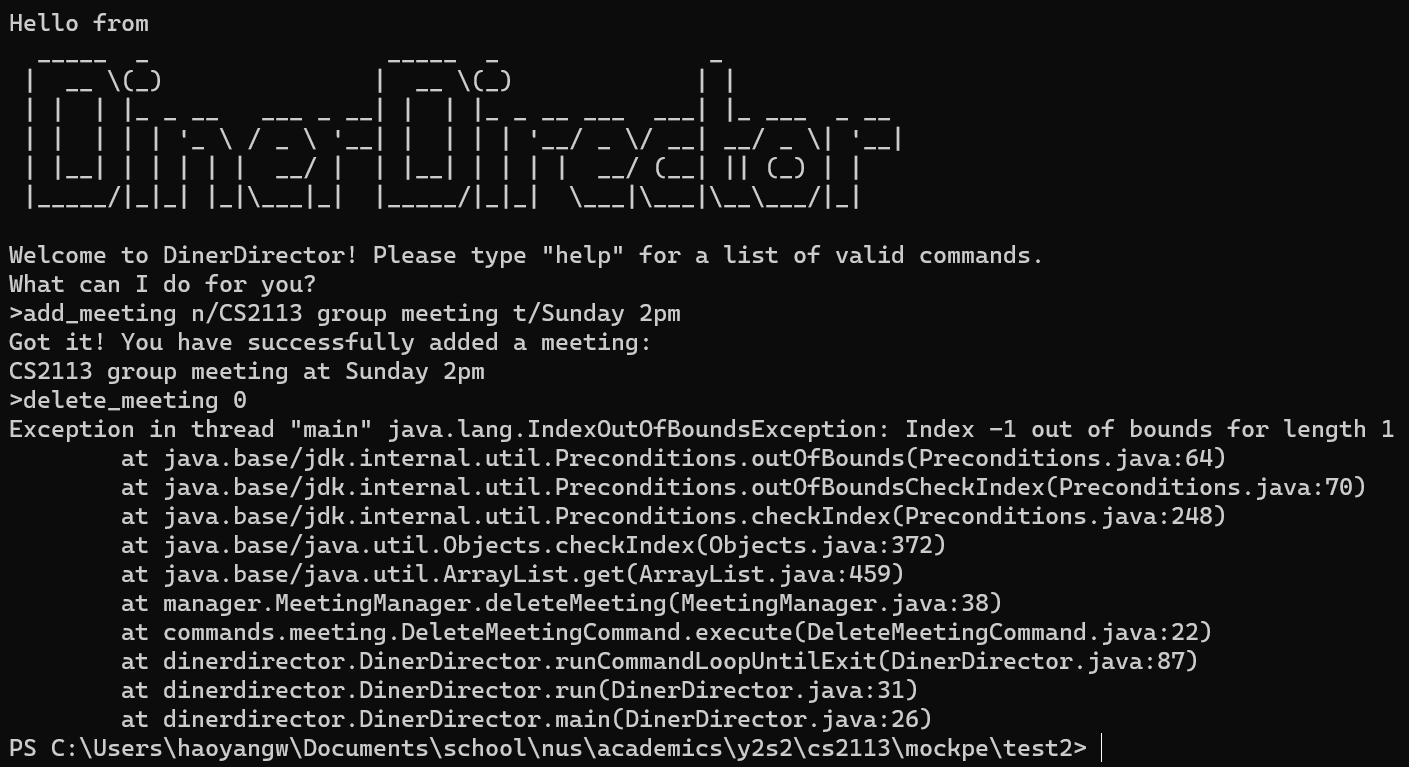 Hello from
  _____  _                 _____  _               _
 |  __ \(_)               |  __ \(_)             | |
 | |  | |_ _ __   ___ _ __| |  | |_ _ __ ___  ___| |_ ___  _ __
 | |  | | | '_ \ / _ \ '__| |  | | | '__/ _ \/ __| __/ _ \| '__|
 | |__| | | | | |  __/ |  | |__| | | | |  __/ (__| || (_) | |
 |_____/|_|_| |_|\___|_|  |_____/|_|_|  \___|\___|\__\___/|_|
Welcome to DinerDirector! Please type "help" for a list of valid commands.
What can I do for you?
>add_meeting n/CS2113 group meeting t/Sunday 2pm
Got it! You have successfully added a meeting:
CS2113 group meeting at Sunday 2pm
>delete_meeting 0
Exception in thread "main" java.lang.IndexOutOfBoundsException: Index -1 out of bounds for length 1
        at java.base/jdk.internal.util.Preconditions.outOfBounds(Preconditions.java:64)
        at java.base/jdk.internal.util.Preconditions.outOfBoundsCheckIndex(Preconditions.java:70)
        at java.base/jdk.internal.util.Preconditions.checkIndex(Preconditions.java:248)
        at java.base/java.util.Objects.checkIndex(Objects.java:372)
        at java.base/java.util.ArrayList.get(ArrayList.java:459)
        at manager.MeetingManager.deleteMeeting(MeetingManager.java:38)
        at commands.meeting.DeleteMeetingCommand.execute(DeleteMeetingCommand.java:22)
        at dinerdirector.DinerDirector.runCommandLoopUntilExit(DinerDirector.java:87)
        at dinerdirector.DinerDirector.run(DinerDirector.java:31)
        at dinerdirector.DinerDirector.main(DinerDirector.java:26)
PS C:\Users\haoyangw\Documents\school\nus\academics\y2s2\cs2113\mockpe\test2>